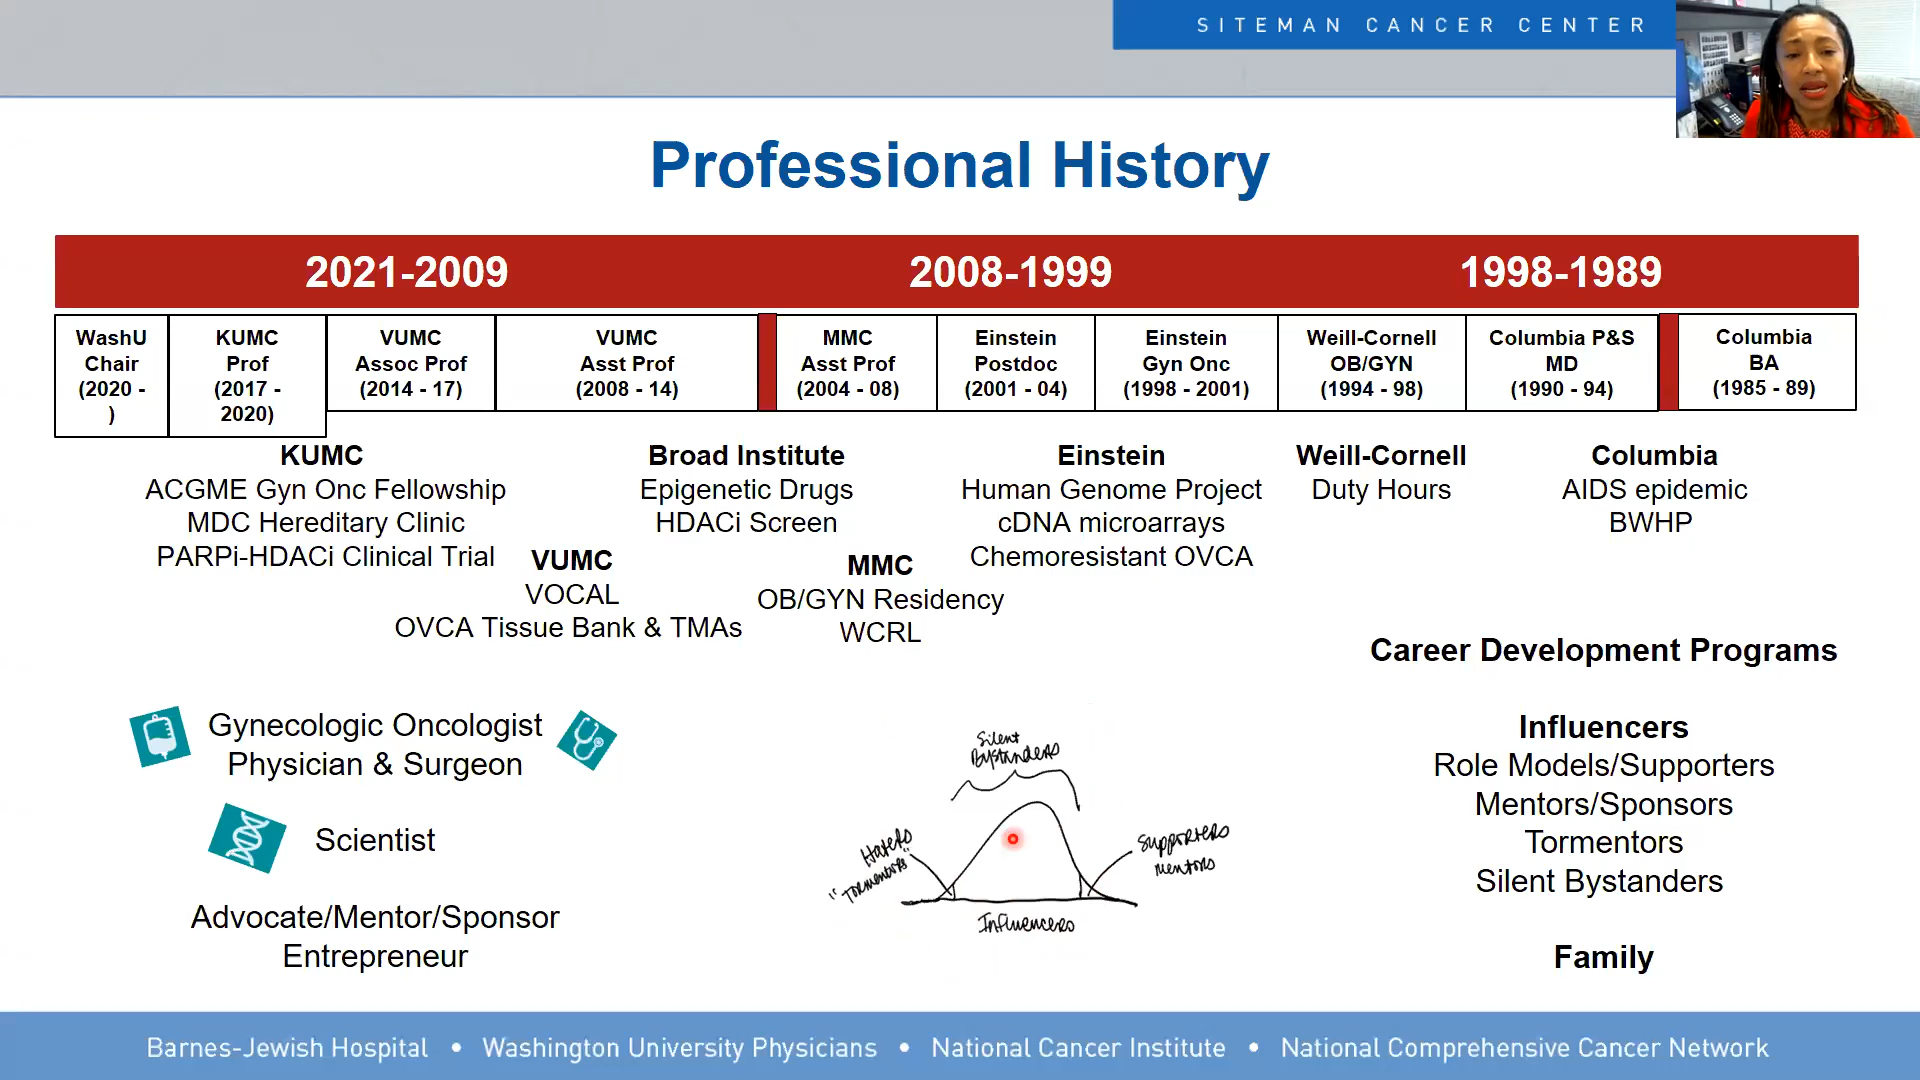 SITEMAN CANCER CENTER
Professional History
2021-2009
2008-1999
1998-1989
WashU
Chair
(2020 -
)
KUMC
Prof
(2017 -
2020)
VUMC
Assoc Prof
(2014 - 17)
VUMC
Asst Prof
(2008 - 14)
MMC
Asst Prof
(2004 - 08)
Einstein
Postdoc
(2001 - 04)
Einstein
Gyn Onc
(1998 - 2001)
Weill-Cornell
OB/GYN
(1994 - 98)
Columbia P&S
MD
(1990 - 94)
Columbia
BA
(1985 - 89)
KUMC
ACGME Gyn Onc Fellowship
MDC Hereditary Clinic
PARPi-HDACi Clinical Trial
VUMC
VOCAL
OVCA Tissue Bank & TMAs
Broad Institute
Epigenetic Drugs
HDACi Screen
MMC
OB/GYN Residency
WCRL
Einstein
Human Genome Project
cDNA microarrays
Chemoresistant OVCA
Weill-Cornell
Duty Hours
Columbia
AIDS epidemic
BWHP
Gynecologic Oncologist
Physician & Surgeon
Scientist
Advocate/Mentor/Sponsor
Entrepreneur
Silent
Bystanders
Haters
"Tormentors"
Supporters
Mentors
Influencers
Career Development Programs
Influencers
Role Models/Supporters
Mentors/Sponsors
Tormentors
Silent Bystanders
Family
Barnes-Jewish Hospital • Washington University Physicians • National Cancer Institute • National Comprehensive Cancer Network